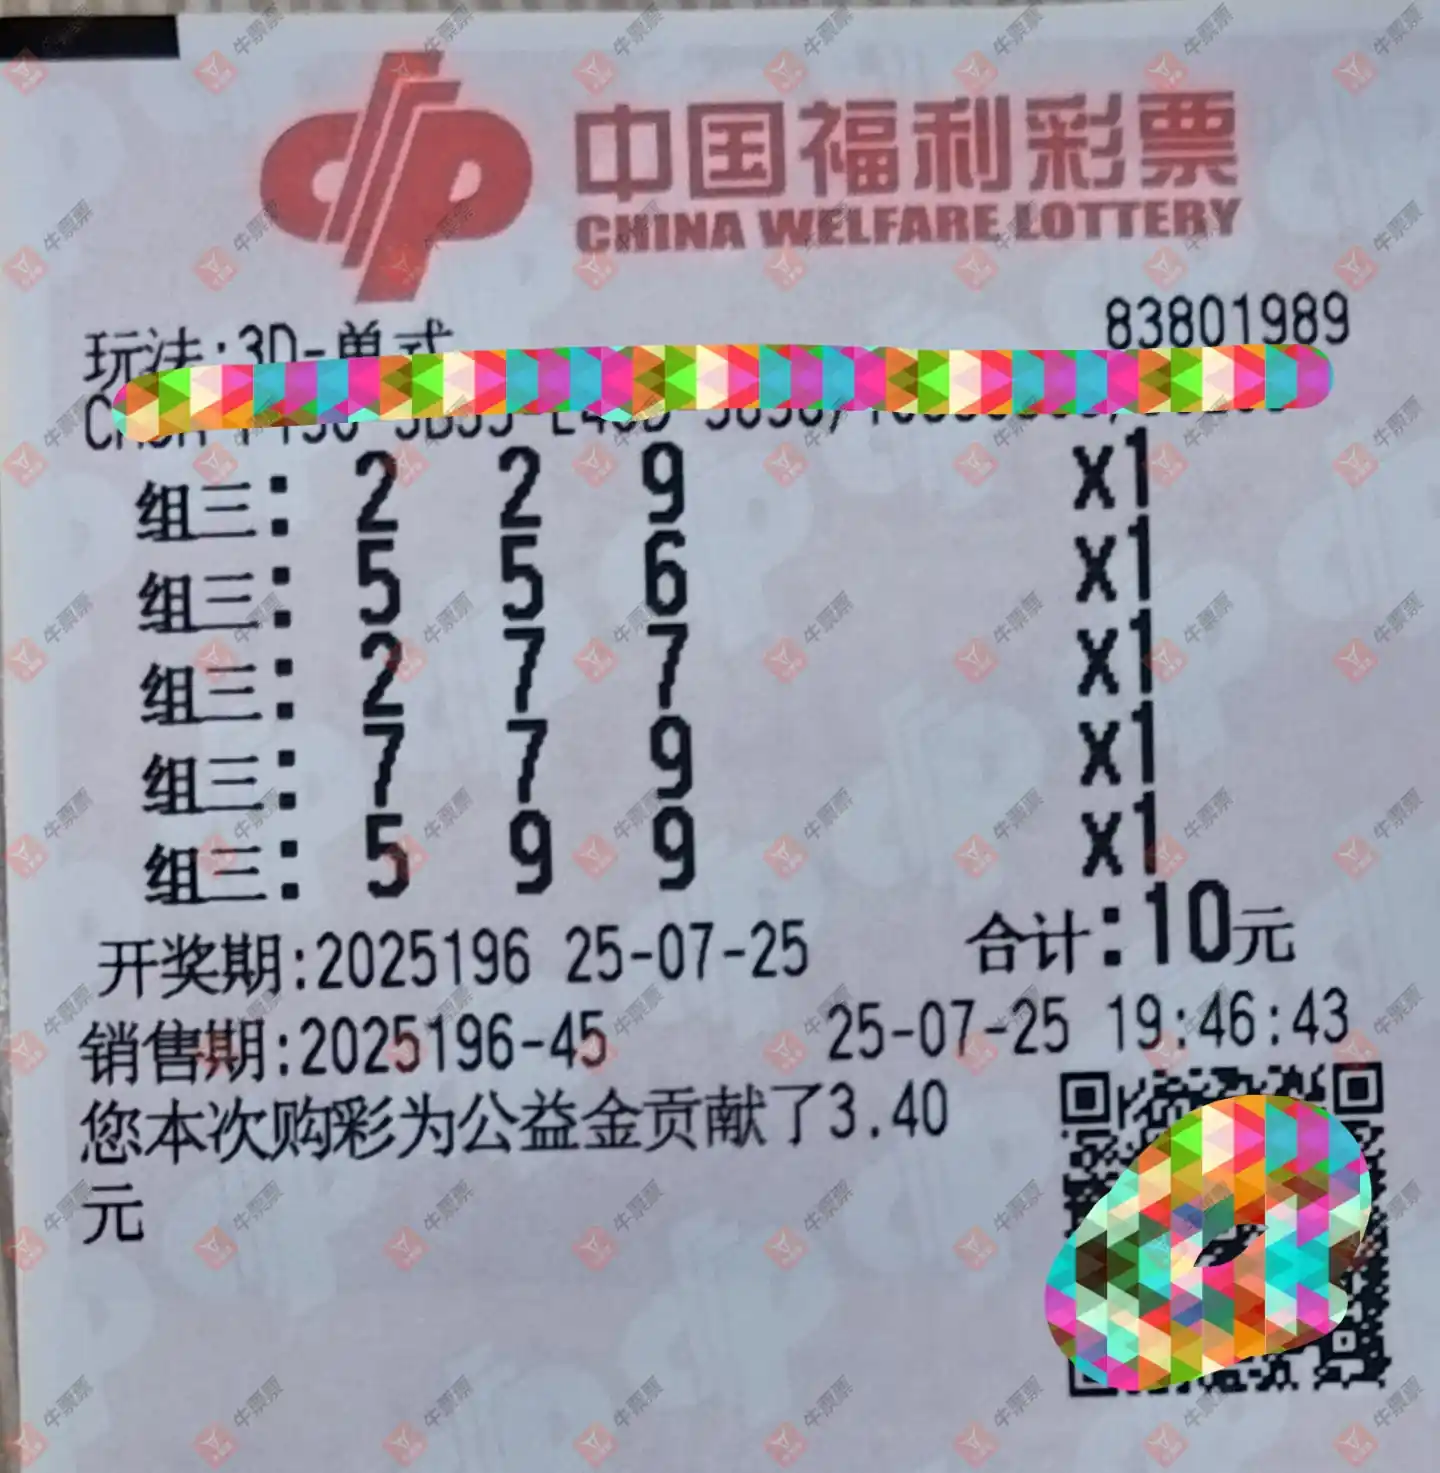 中国福利彩票
CHINA WELFARE LOTTERY
83801989
玩法:3D-单式
组三: 2 2 9 x1
组三: 5 5 6 x1
组三: 2 7 7 x1
组三: 7 7 9 x1
组三: 5 9 9 x1
开奖期:2025196 25-07-25 合计:10元
销售期:2025196-45 25-07-25 19:46:43
您本次购彩为公益金贡献了3.40
元
牛票票